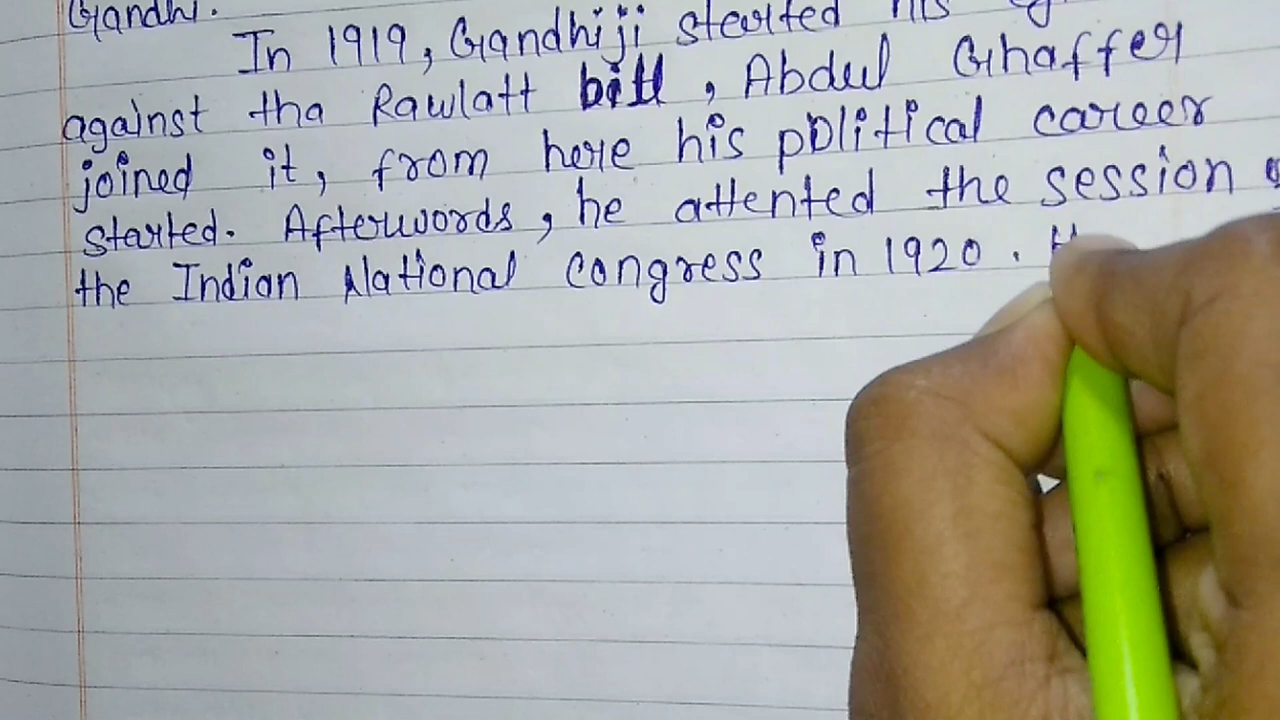 Gandhi.
In 1919, Gandhiji started his
against tha Rawlatt bill, Abdul Ghaffer
joined it, from here his political career
started. Afterwords, he attented the session
the Indian National congress in 1920.